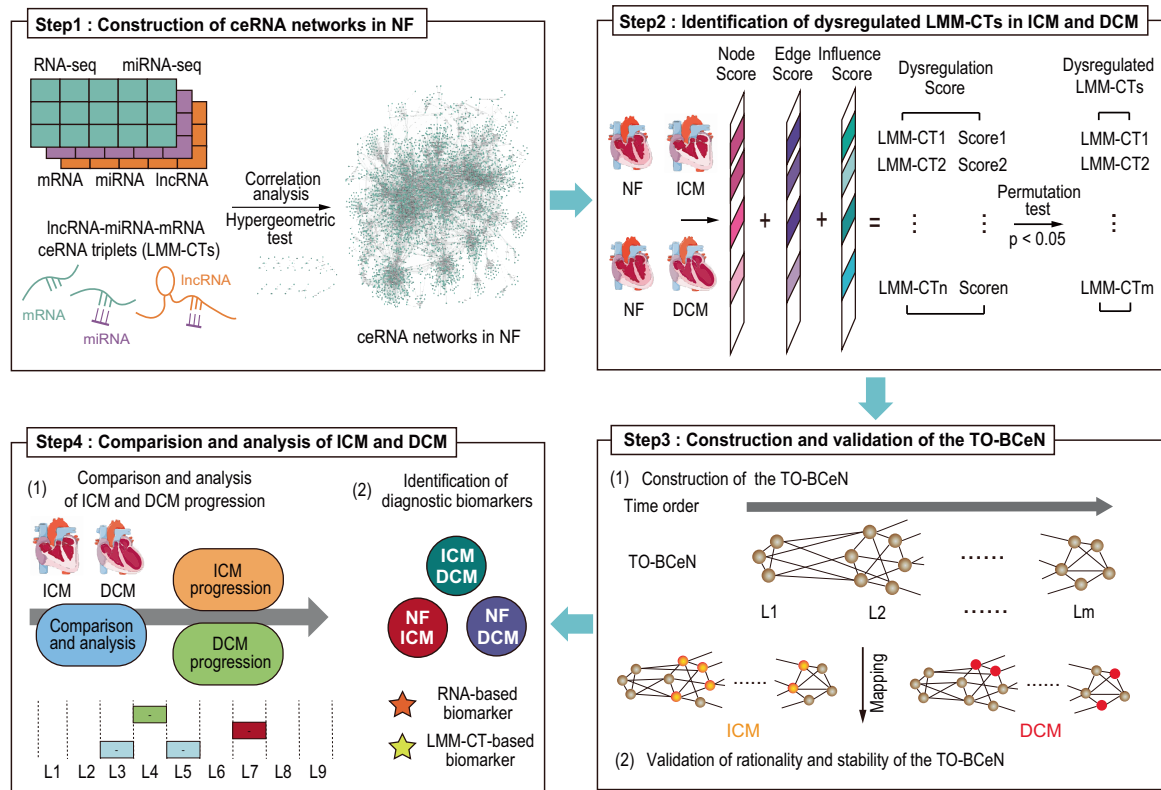 Step1 : Construction of ceRNA networks in NF
RNA-seq miRNA-seq
mRNA miRNA lncRNA
lncRNA-miRNA-mRNA
ceRNA triplets (LMM-CTs)
lncRNA
mRNA
miRNA
Correlation
analysis
Hypergeometric
test
ceRNA networks in NF
Step2 : Identification of dysregulated LMM-CTs in ICM and DCM
Node
Score
Edge
Score
Influence
Score
Dysregulation
Score
Dysregulated
LMM-CTs
NF ICM
NF DCM
+ + =
LMM-CT1 Score1
LMM-CT2 Score2
⋮ ⋮
LMM-CTn Scoren
Permutation
test
p < 0.05
LMM-CT1
LMM-CT2
⋮
LMM-CTm
Step3 : Construction and validation of the TO-BCeN
(1) Construction of the TO-BCeN
Time order
TO-BCeN
······
L1 L2 ······ Lm
······ ······
Mapping
ICM DCM
(2) Validation of rationality and stability of the TO-BCeN
Step4 : Comparision and analysis of ICM and DCM
(1) Comparison and analysis
of ICM and DCM progression
ICM DCM
ICM
progression
Comparison
and analysis
DCM
progression
-
-
- -
L1 L2 L3 L4 L5 L6 L7 L8 L9
(2) Identification of
diagnostic biomarkers
ICM
DCM
NF
ICM
NF
DCM
RNA-based
biomarker
LMM-CT-based
biomarker